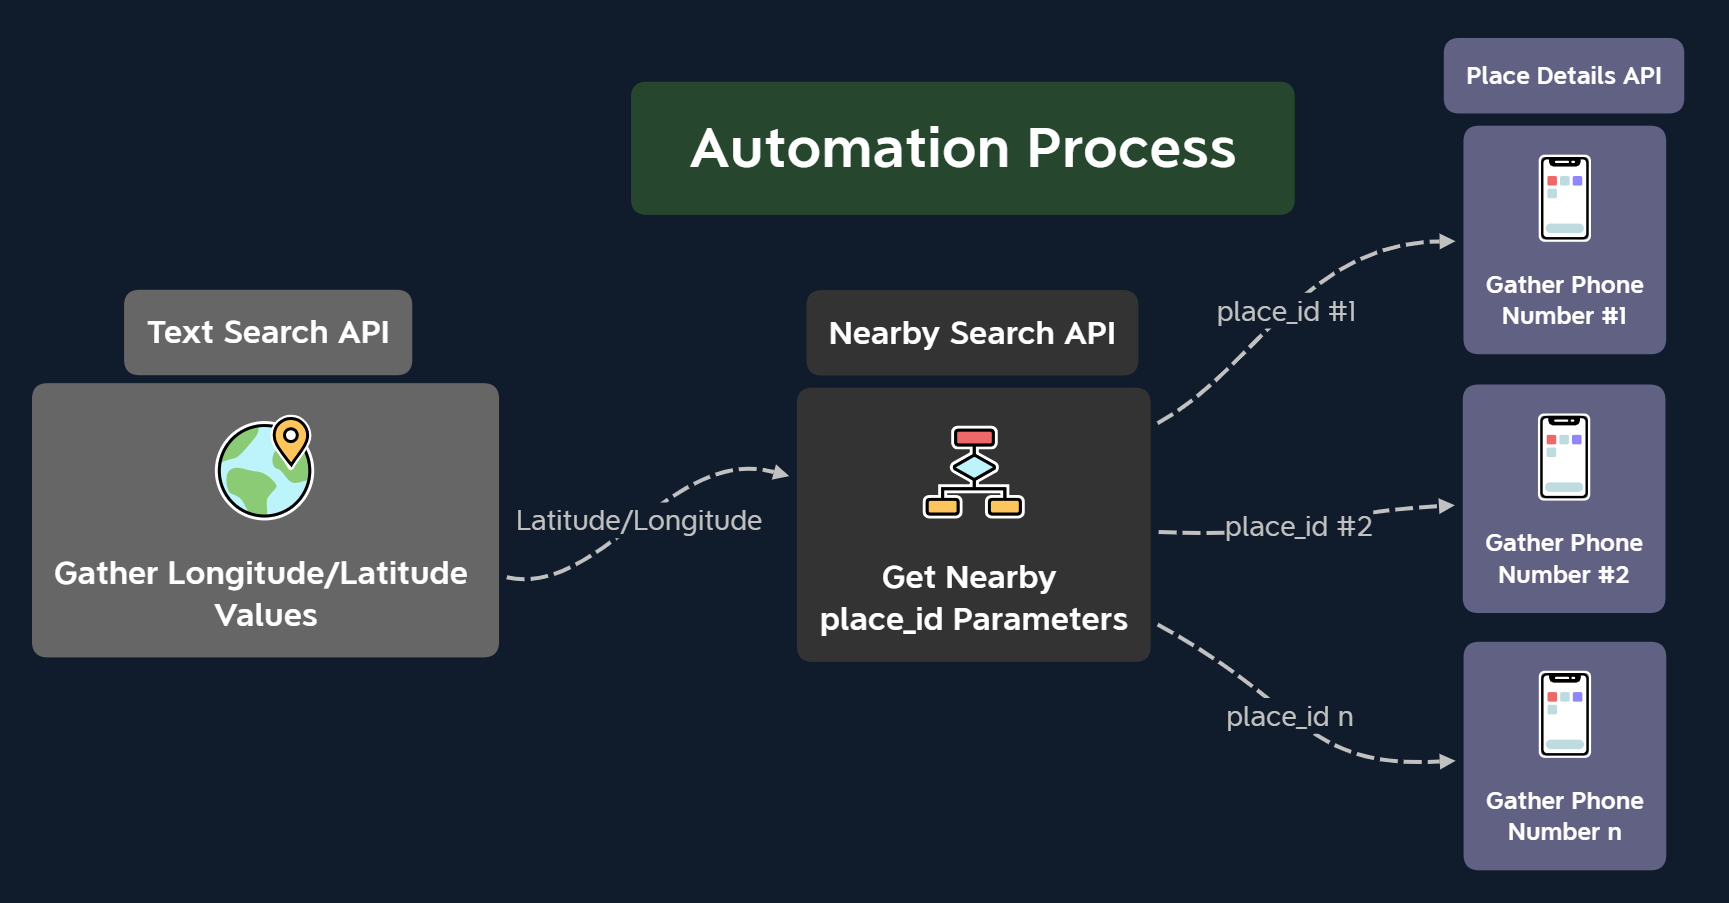 Automation Process
Text Search API
Gather Longitude/Latitude
Values
Latitude/Longitude
Nearby Search API
Get Nearby
place_id Parameters
place_id #1
place_id #2
place_id n
Place Details API
Gather Phone
Number #1
Gather Phone
Number #2
Gather Phone
Number n